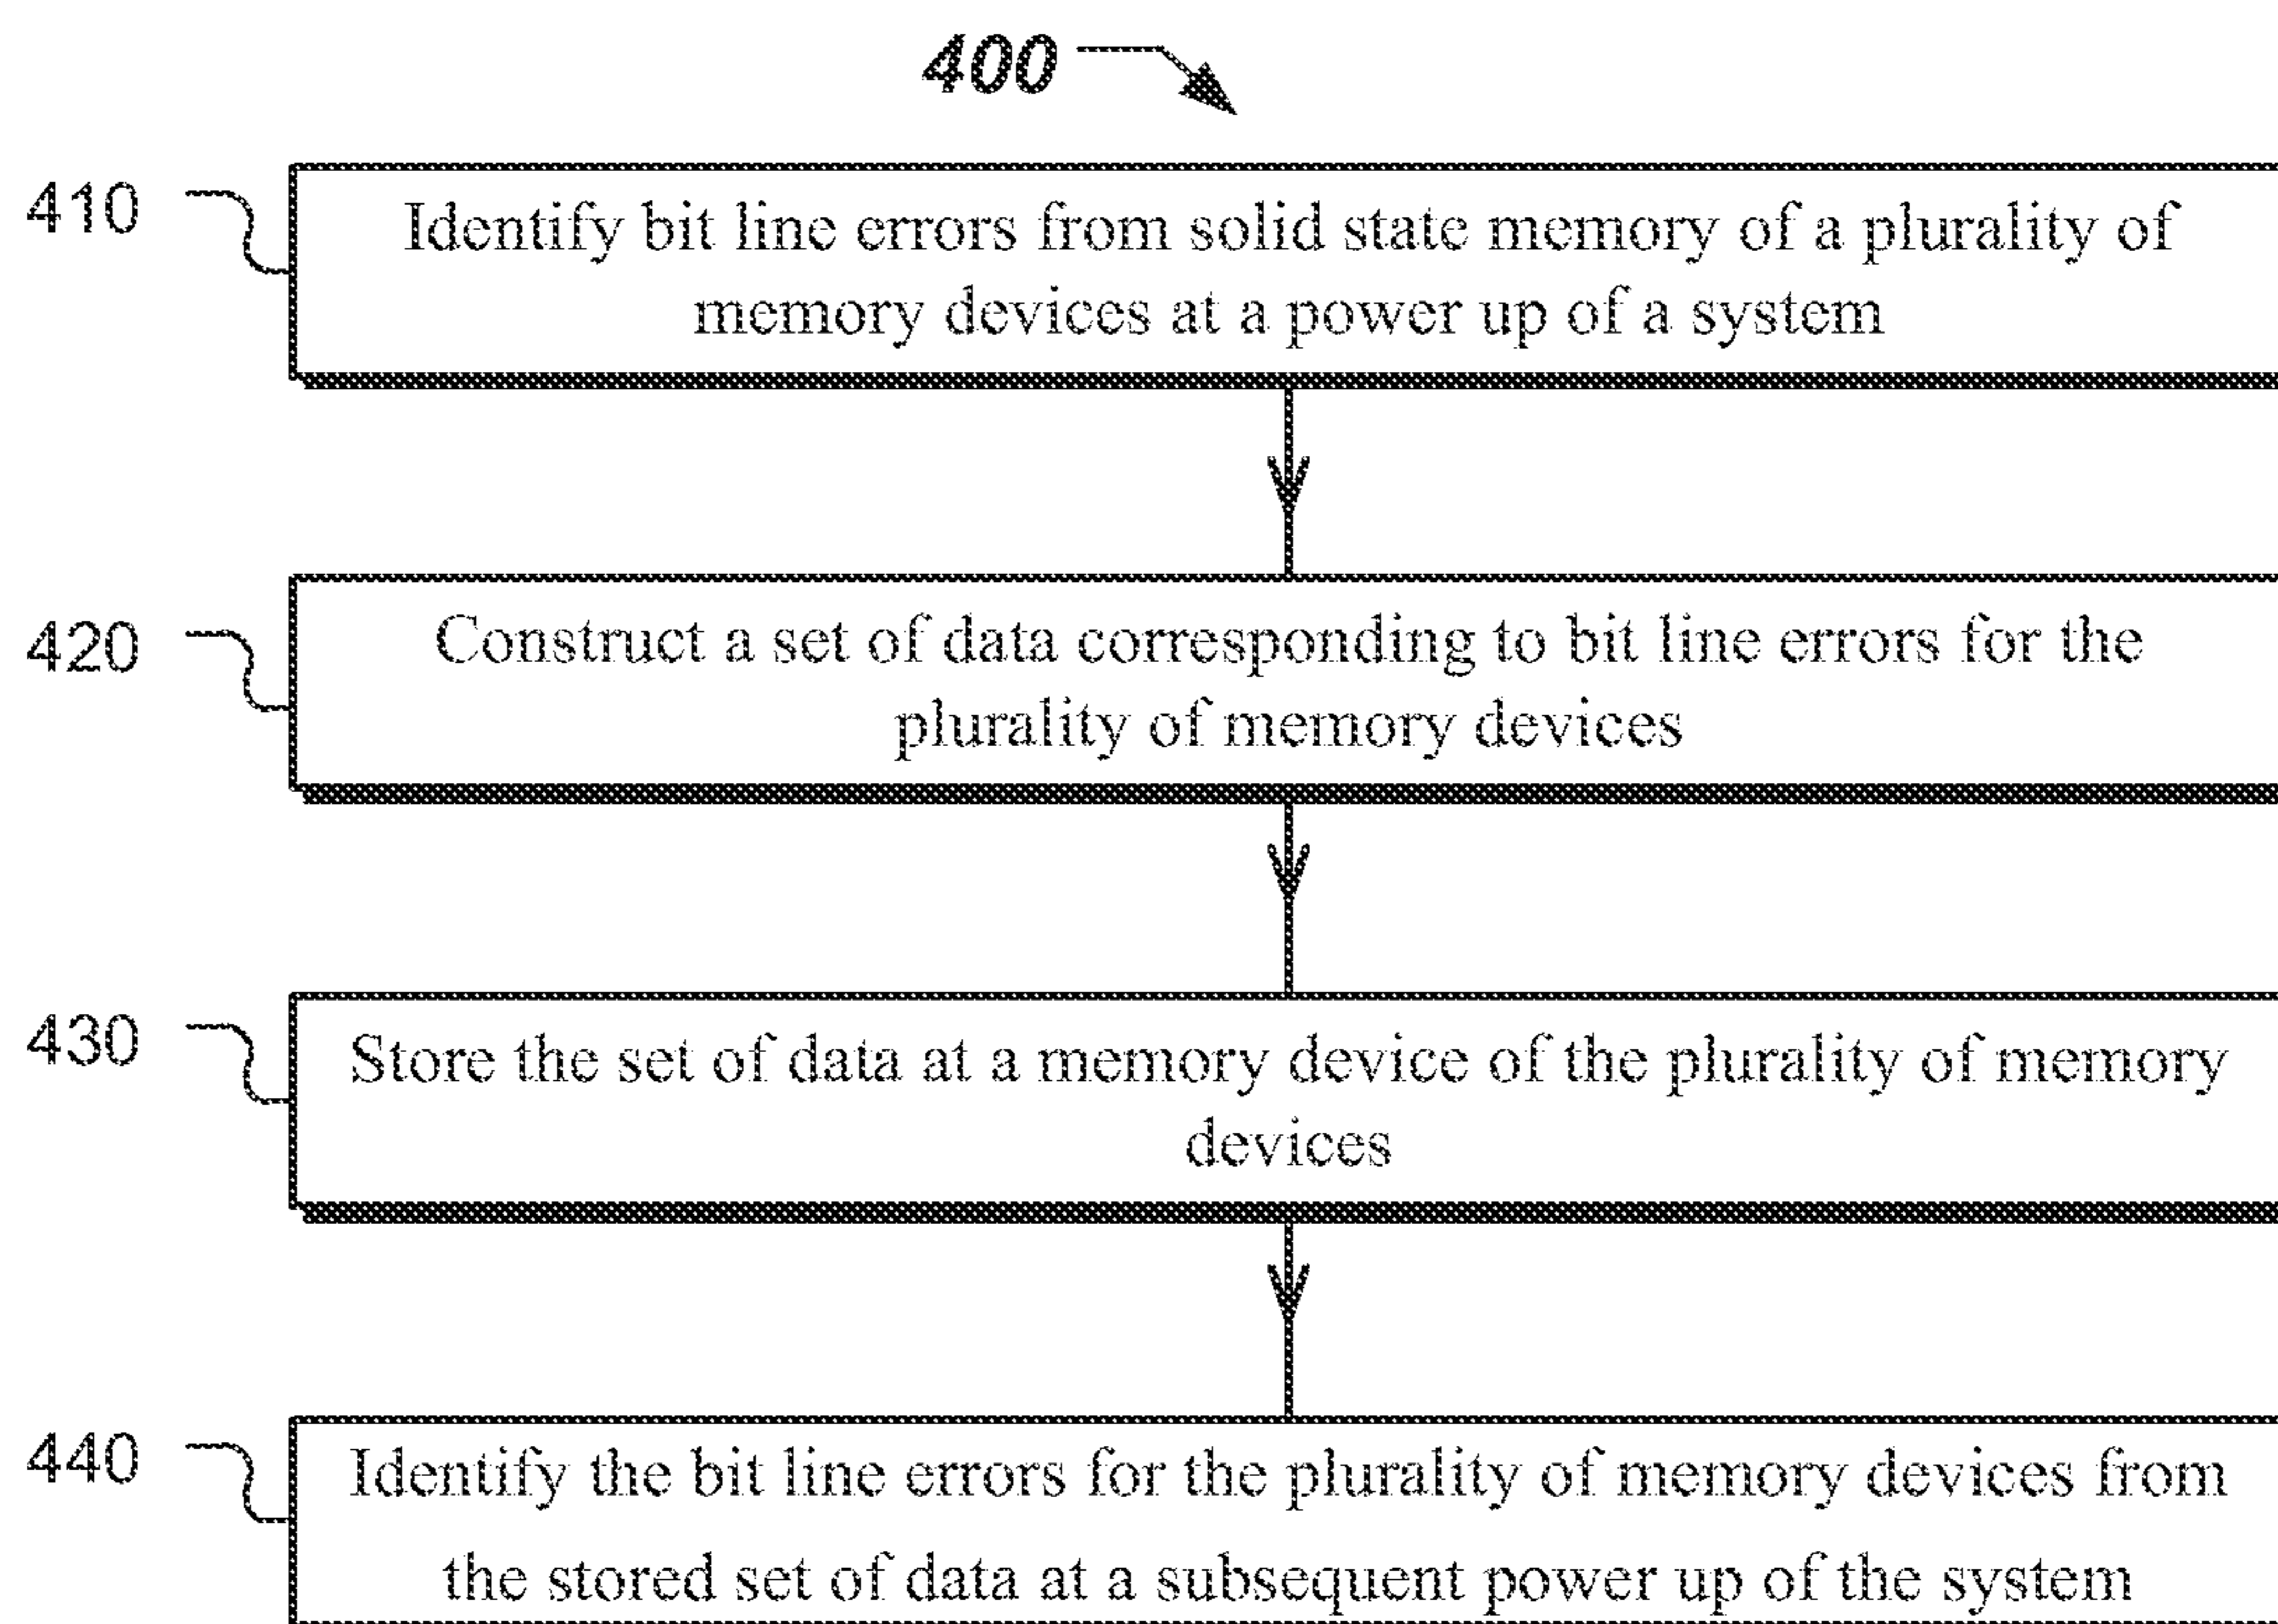 400
410
Identify bit line errors from solid state memory of a plurality of
memory devices at a power up of a system
420
Construct a set of data corresponding to bit line errors for the
plurality of memory devices
430
Store the set of data at a memory device of the plurality of memory
devices
440
Identify the bit line errors for the plurality of memory devices from
the stored set of data at a subsequent power up of the system